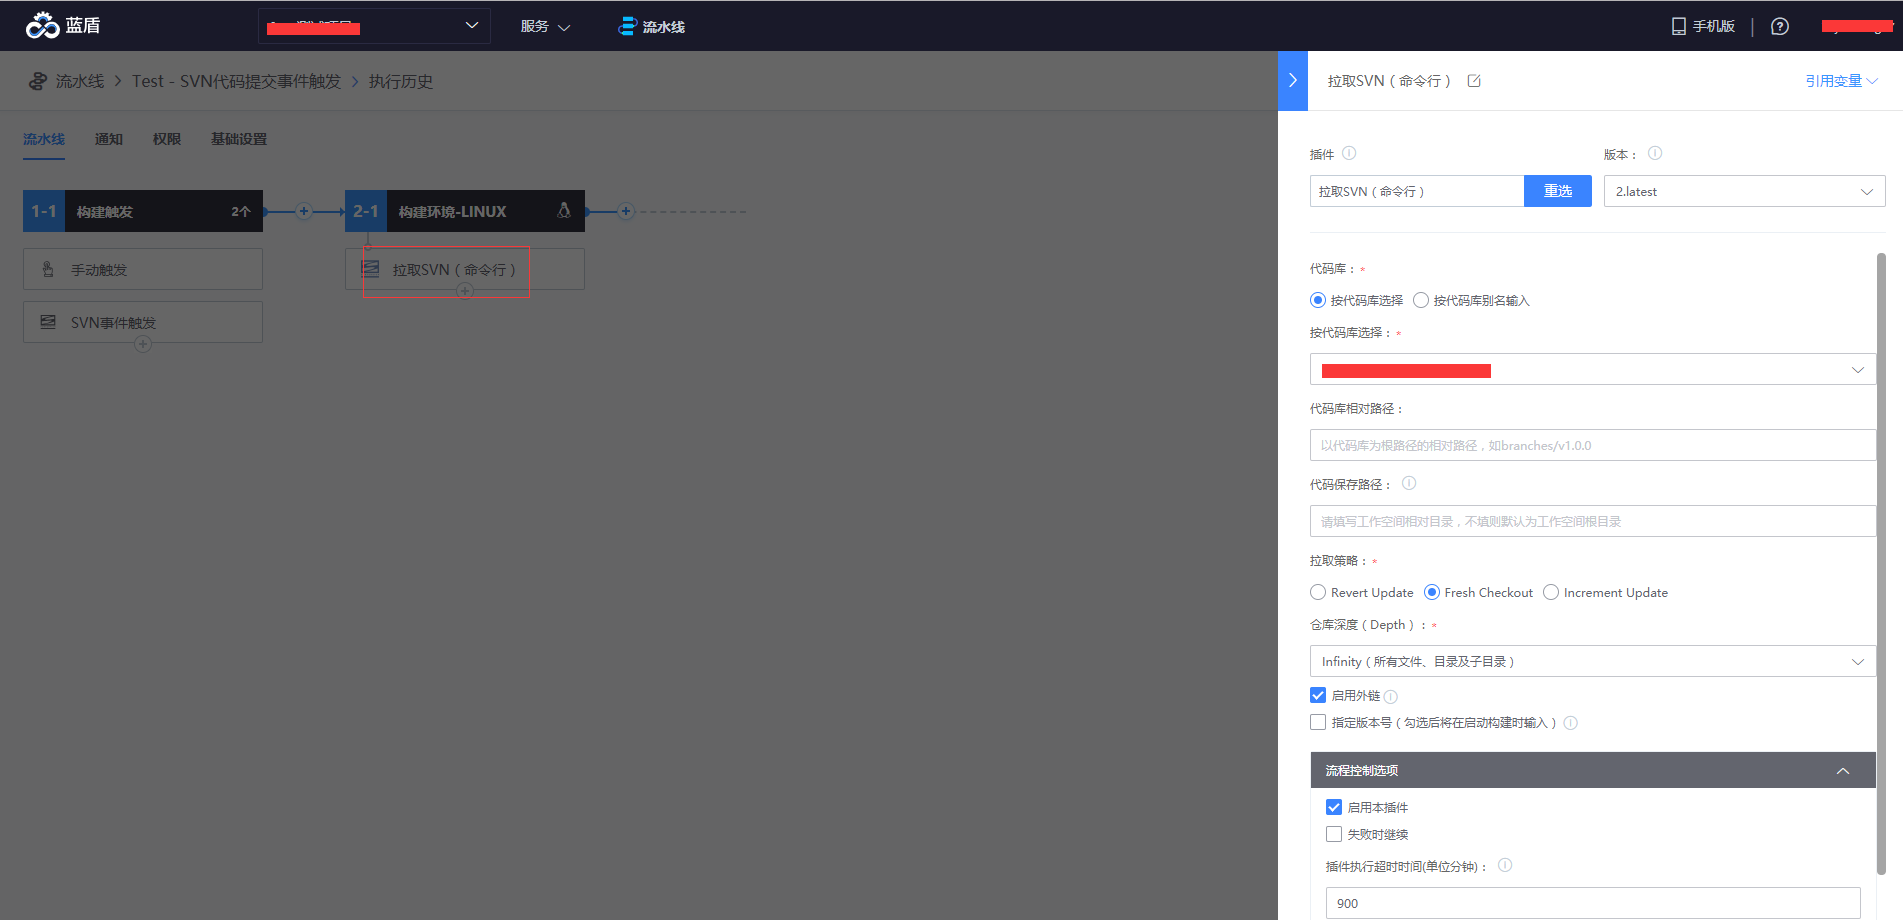 蓝盾
服务
流水线
手机版
流水线 > Test - SVN代码提交事件触发 > 执行历史
流水线 通知 权限 基础设置
1-1 构建触发 2个
手动触发
SVN事件触发
2-1 构建环境-LINUX
拉取SVN（命令行）
拉取SVN（命令行）
引用变量
插件
版本：
拉取SVN（命令行）
重选
2.latest
代码库：*
按代码库选择 按代码库别名输入
按代码库选择：*
代码库相对路径：
以代码库为根路径的相对路径，如branches/v1.0.0
代码保存路径：
请填写工作空间相对目录，不填则默认为工作空间根目录
拉取策略：*
Revert Update Fresh Checkout Increment Update
仓库深度（Depth）：*
Infinity（所有文件、目录及子目录）
启用外链
指定版本号（勾选后将在启动构建时输入）
流程控制选项
启用本插件
失败时继续
插件执行超时时间(单位分钟)：
900